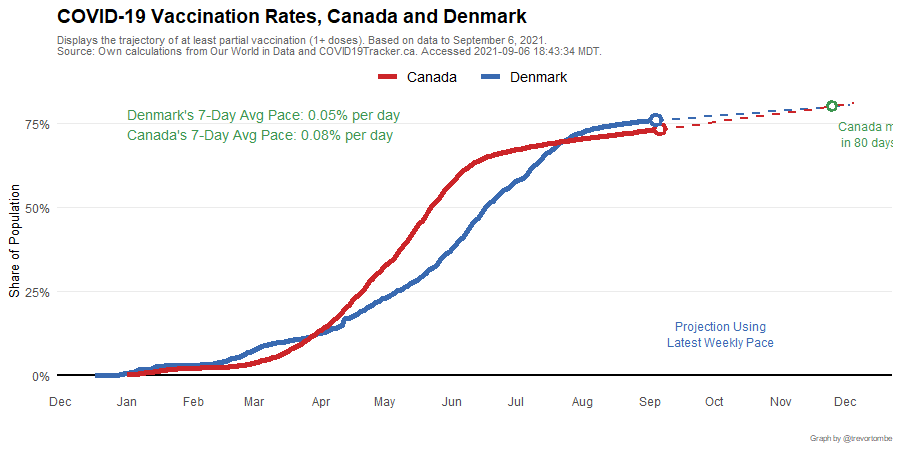 COVID-19 Vaccination Rates, Canada and Denmark
Displays the trajectory of at least partial vaccination (1+ doses). Based on data to September 6, 2021.
Source: Own calculations from Our World in Data and COVID19Tracker.ca. Accessed 2021-09-06 18:43:34 MDT.
Canada Denmark
Denmark's 7-Day Avg Pace: 0.05% per day
Canada's 7-Day Avg Pace: 0.08% per day
Canada m
in 80 days
75%
50%
25%
0%
Share of Population
Projection Using
Latest Weekly Pace
Dec Jan Feb Mar Apr May Jun Jul Aug Sep Oct Nov Dec
Graph by @trevortombe